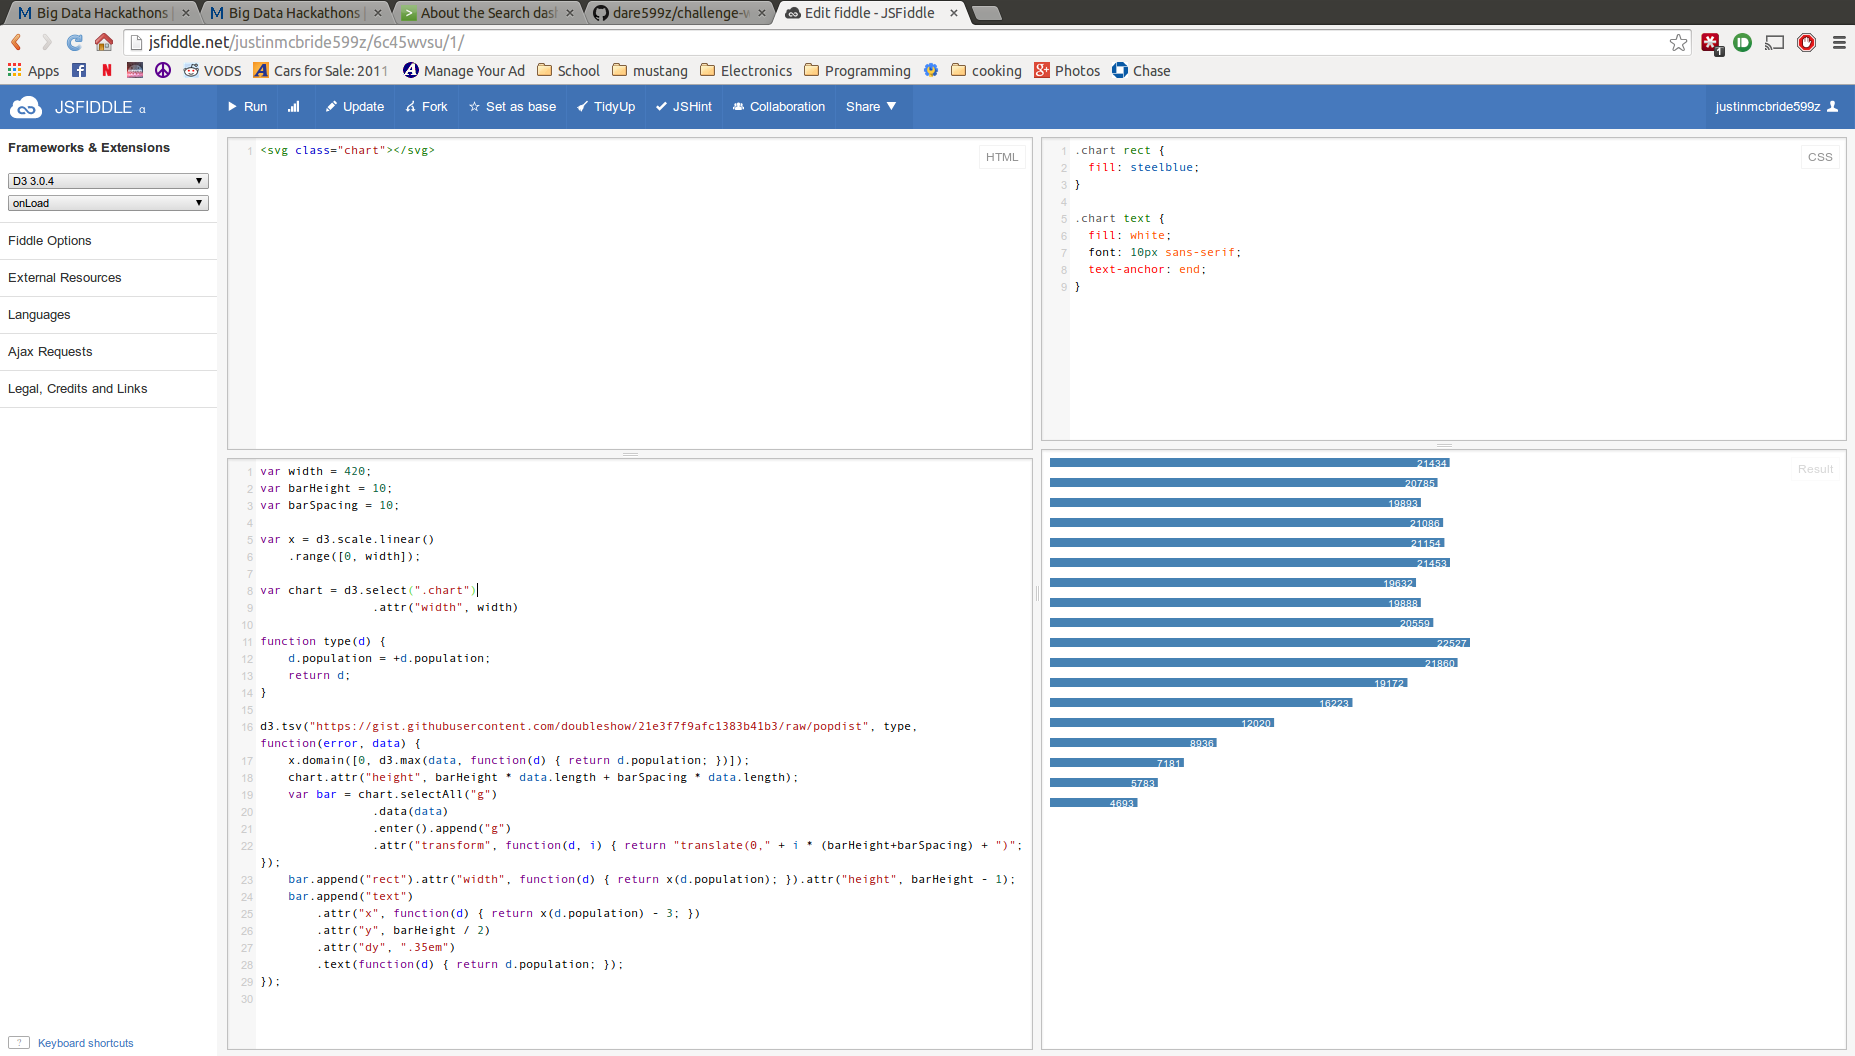 Big Data Hackathons |
Big Data Hackathons |
About the Search das
dare599z/challenge-w
Edit fiddle - JSFiddle
jsfiddle.net/justinmcbride599z/6c45wvsu/1/
1
Apps
VODS
Cars for Sale: 2011
Manage Your Ad
School
mustang
Electronics
Programming
cooking
Photos
Chase
JSFIDDLE α
Run
Update
Fork
Set as base
TidyUp
JSHint
Collaboration
Share
justinmcbride599z
Frameworks & Extensions
D3 3.0.4
onLoad
Fiddle Options
External Resources
Languages
Ajax Requests
Legal, Credits and Links
? Keyboard shortcuts
HTML
1 <svg class="chart"></svg>
CSS
1 .chart rect {
2   fill: steelblue;
3 }
4
5 .chart text {
6   fill: white;
7   font: 10px sans-serif;
8   text-anchor: end;
9 }
1 var width = 420;
2 var barHeight = 10;
3 var barSpacing = 10;
4
5 var x = d3.scale.linear()
6     .range([0, width]);
7
8 var chart = d3.select(".chart")
9                 .attr("width", width)
10
11 function type(d) {
12     d.population = +d.population;
13     return d;
14 }
15
16 d3.tsv("https://gist.githubusercontent.com/doubleshow/21e3f7f9afc1383b41b3/raw/popdist", type,
function(error, data) {
17     x.domain([0, d3.max(data, function(d) { return d.population; })]);
18     chart.attr("height", barHeight * data.length + barSpacing * data.length);
19     var bar = chart.selectAll("g")
20                 .data(data)
21                 .enter().append("g")
22                 .attr("transform", function(d, i) { return "translate(0," + i * (barHeight+barSpacing) + ")";
});
23     bar.append("rect").attr("width", function(d) { return x(d.population); }).attr("height", barHeight - 1);
24     bar.append("text")
25         .attr("x", function(d) { return x(d.population) - 3; })
26         .attr("y", barHeight / 2)
27         .attr("dy", ".35em")
28         .text(function(d) { return d.population; });
29 });
30
Result
21434
20785
19893
21086
21154
21453
19632
19888
20559
22527
21860
19172
16223
12020
8936
7181
5783
4693